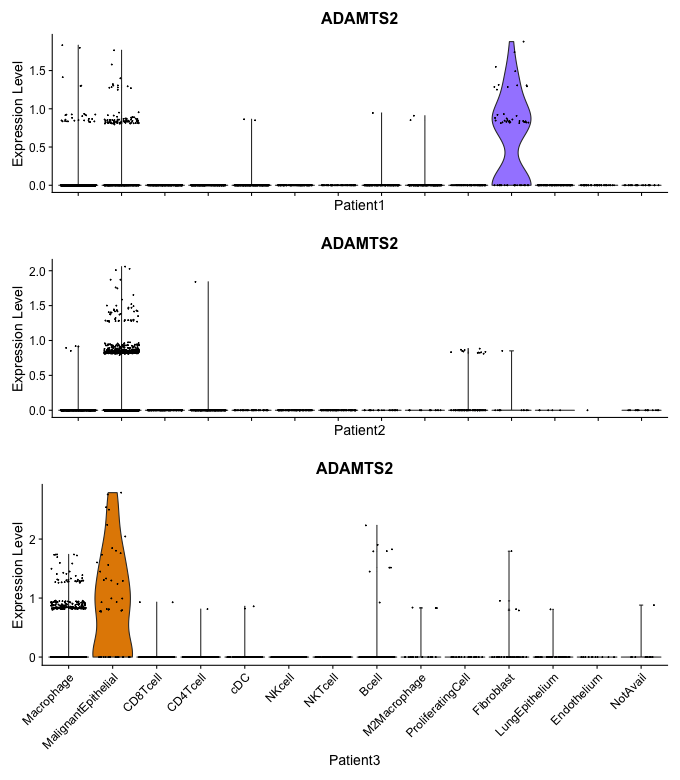 ADAMTS2
Expression Level
1.5
1.0
0.5
0.0
Patient1
ADAMTS2
Expression Level
2.0
1.5
1.0
0.5
0.0
Patient2
ADAMTS2
Expression Level
2
1
0
Macrophage
MalignantEpithelial
CD8Tcell
CD4Tcell
cDC
NKcell
NKTcell
Bcell
M2Macrophage
ProliferatingCell
Fibroblast
LungEpithelium
Endothelium
NotAvail
Patient3